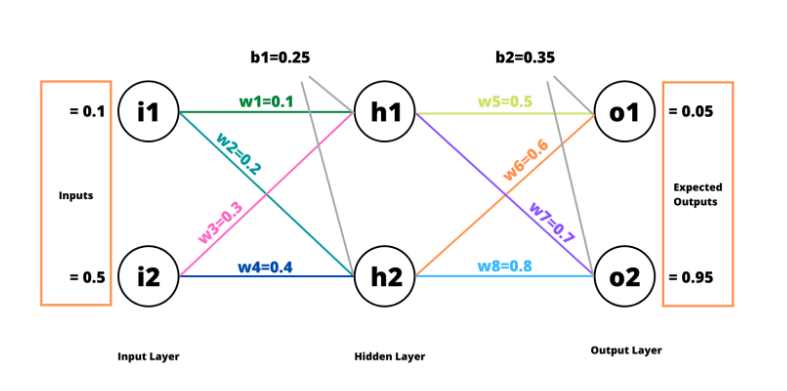 b1=0.25
b2=0.35
= 0.1
i1
w1=0.1
h1
w5=0.5
o1
= 0.05
w2=0.2
w6=0.6
Inputs
Expected
Outputs
w3=0.3
w7=0.7
= 0.5
i2
w4=0.4
h2
w8=0.8
o2
= 0.95
Input Layer
Hidden Layer
Output Layer